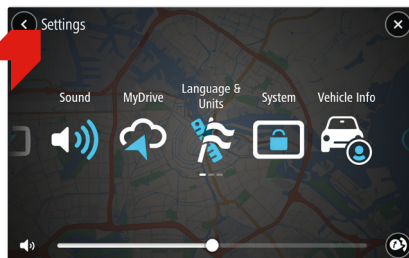 Settings
Sound
MyDrive
Language &
Units
System
Vehicle Info